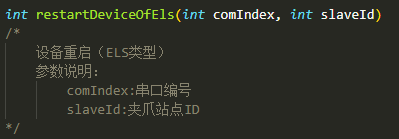 int restartDeviceOfEls(int comIndex, int slaveId)
/*
设备重启（ELS类型）
参数说明：
comIndex:串口编号
slaveId:夹爪站点ID
*/